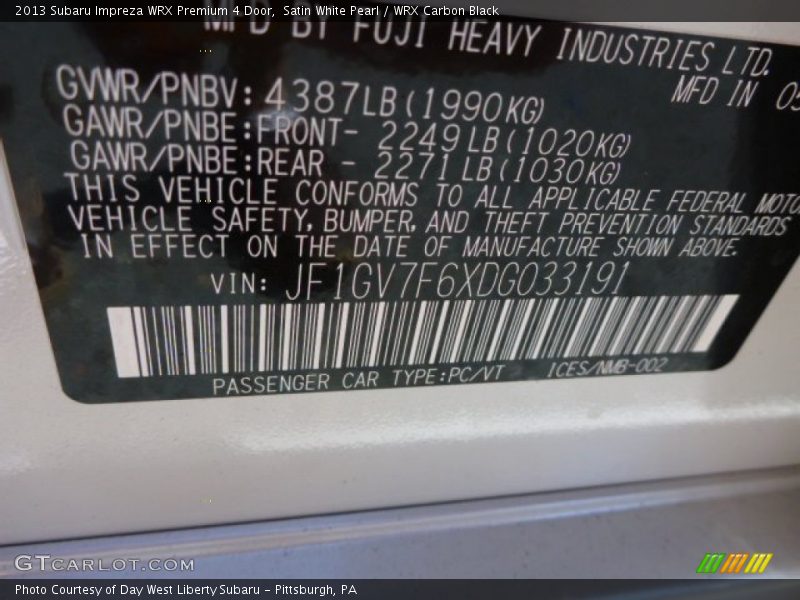 2013 Subaru Impreza WRX Premium 4 Door, Satin White Pearl / WRX Carbon Black
MFD BY FUJI HEAVY INDUSTRIES LTD.
MFD IN
GVWR/PNBV: 4387LB(1990KG)
GAWR/PNBE:FRONT- 2249LB(1020KG)
GAWR/PNBE:REAR - 2271LB(1030KG)
THIS VEHICLE CONFORMS TO ALL APPLICABLE FEDERAL MOTO
VEHICLE SAFETY, BUMPER, AND THEFT PREVENTION STANDARDS
IN EFFECT ON THE DATE OF MANUFACTURE SHOWN ABOVE.
VIN: JF1GV7F6XDG033191
PASSENGER CAR TYPE:PC/VT ICES/NMB-002
GTCARLOT.COM
Photo Courtesy of Day West Liberty Subaru - Pittsburgh, PA